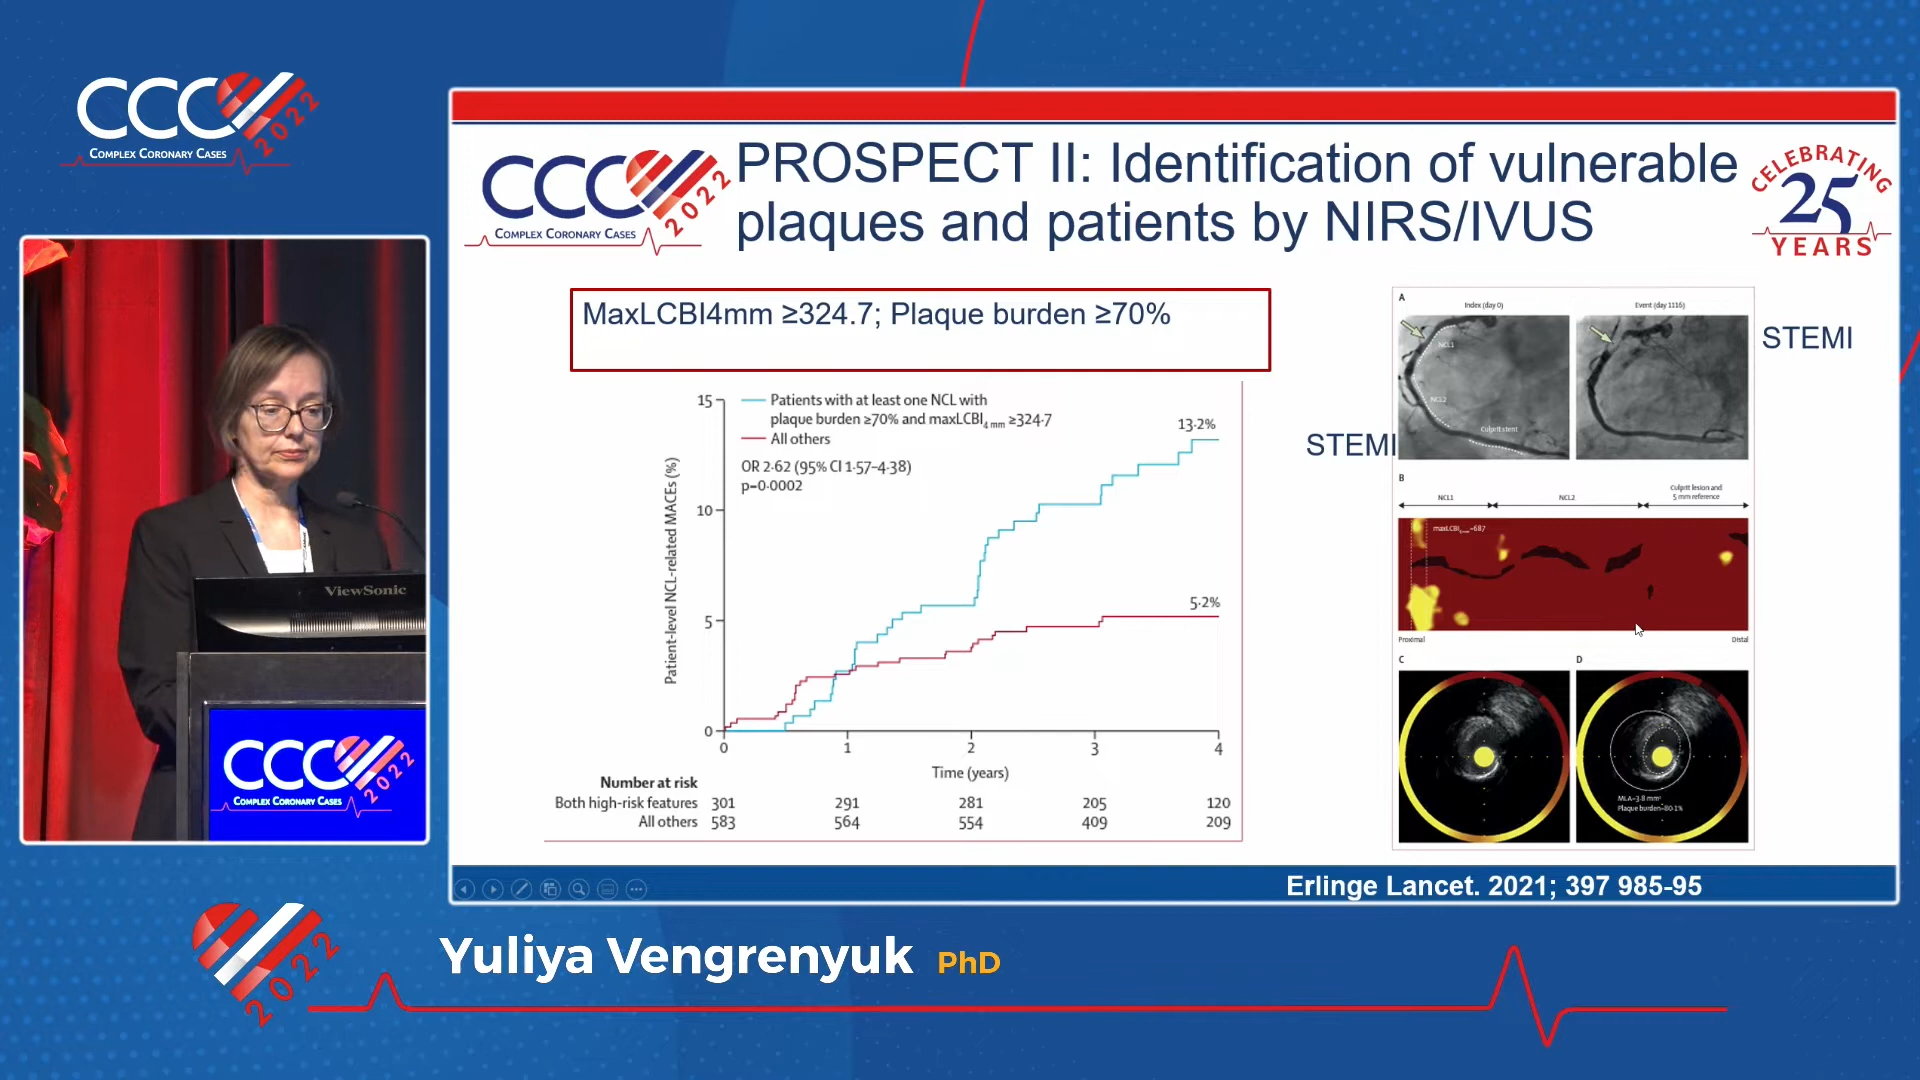 CCC
2022
COMPLEX CORONARY CASES
CCC
2022
COMPLEX CORONARY CASES
PROSPECT II: Identification of vulnerable
plaques and patients by NIRS/IVUS
CELEBRATING
25
YEARS
MaxLCBI4mm ≥324.7; Plaque burden ≥70%
Patients with at least one NCL with
plaque burden ≥70% and maxLCBI4 mm ≥324·7
All others
OR 2·62 (95% CI 1·57–4·38)
p=0·0002
Patient-level NCL-related MACEs (%)
15
10
5
0
13·2%
5·2%
0 1 2 3 4
Time (years)
Number at risk
Both high-risk features 301 291 281 205 120
All others 583 564 554 409 209
STEMI
STEMI
A
Index (day 0)
Event (day 1116)
NCL1
NCL2
Culprit stent
B
NCL1
NCL2
Culprit lesion and
5 mm reference
maxLCBI4 mm=687
Proximal
Distal
C
D
MLA=3.8 mm²
Plaque burden=80.1%
Erlinge Lancet. 2021; 397 985-95
ViewSonic
CCC
2022
COMPLEX CORONARY CASES
2022
Yuliya Vengrenyuk PhD